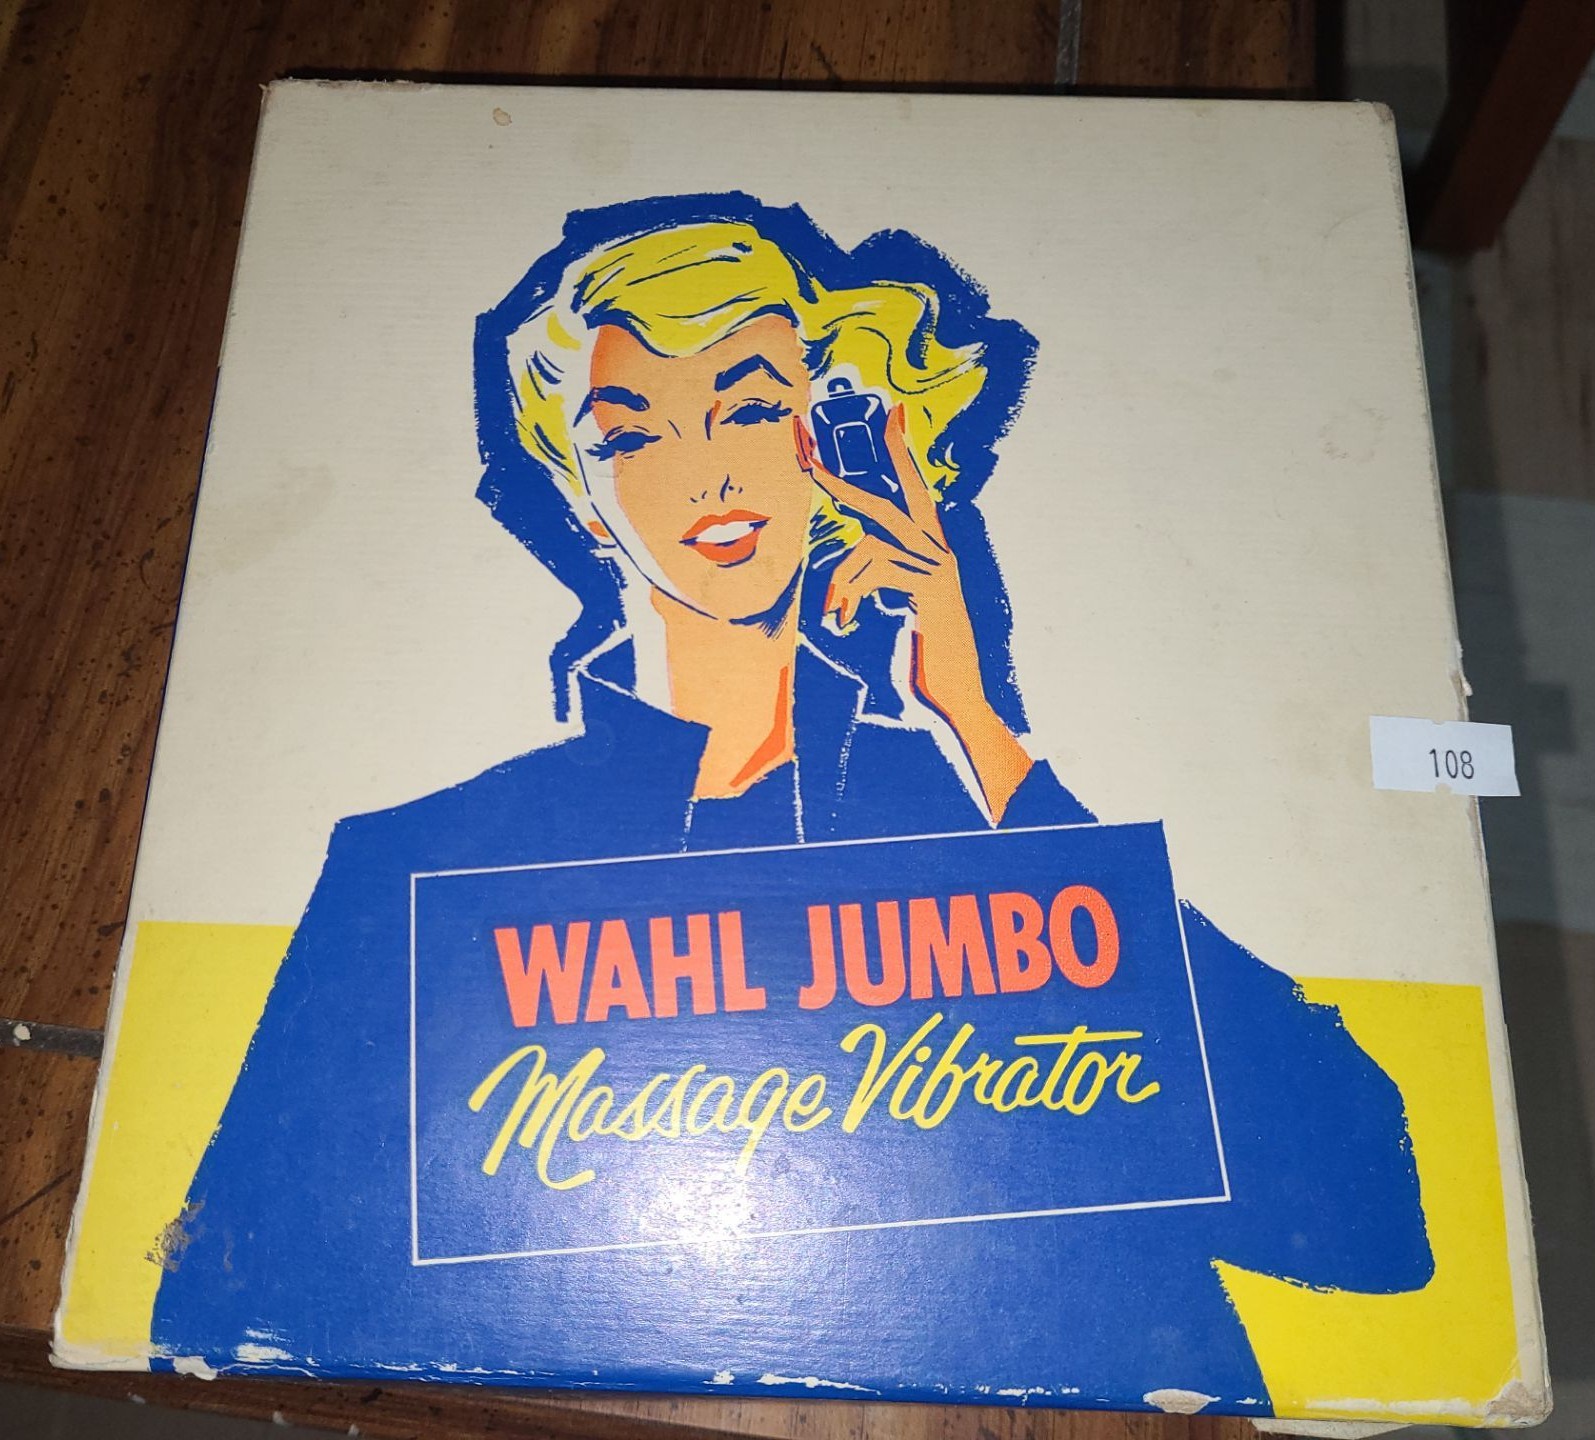 108
WAHL JUMBO
Massage Vibrator